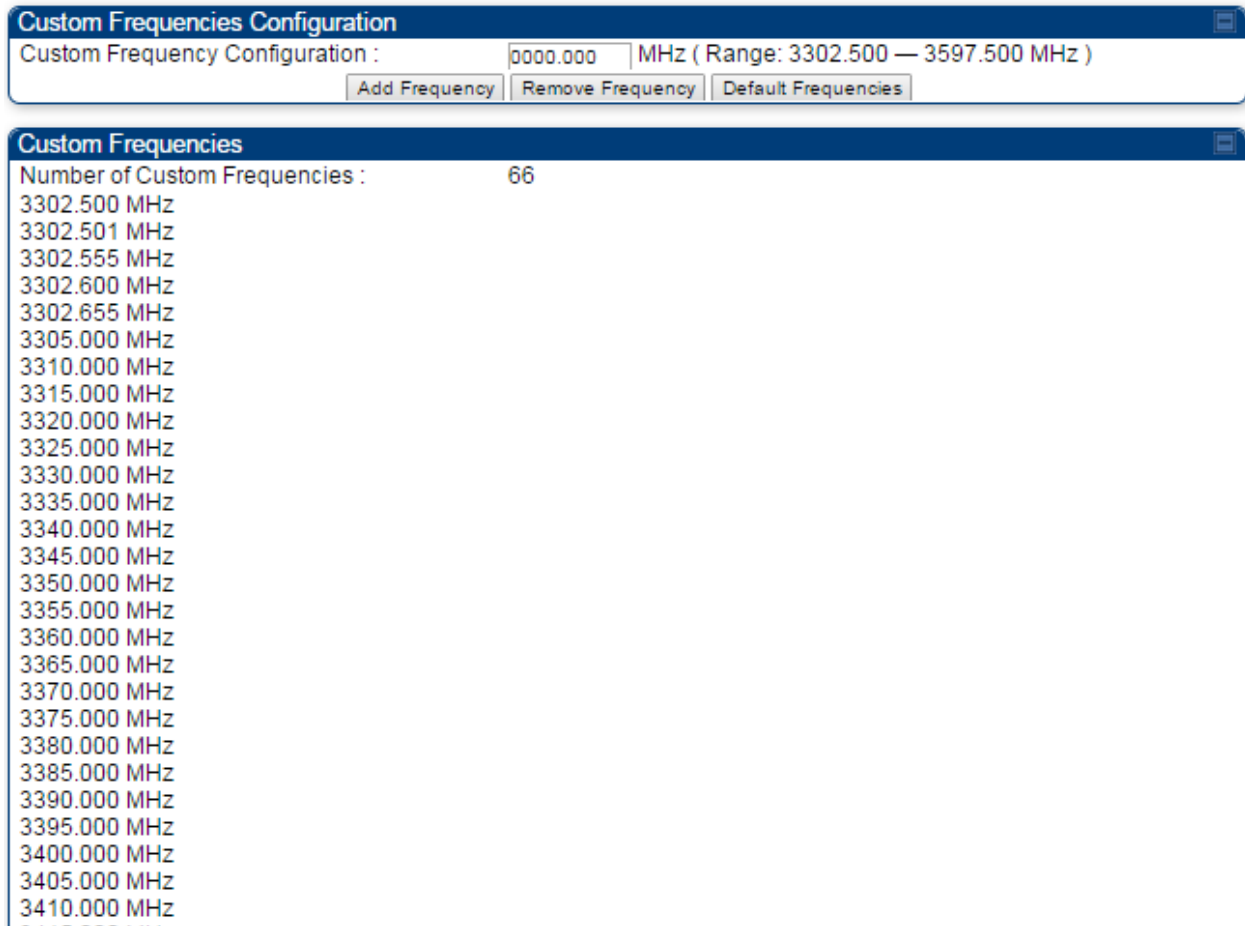 Custom Frequencies Configuration
Custom Frequency Configuration : 0000.000 MHz ( Range: 3302.500 — 3597.500 MHz )
Add Frequency Remove Frequency Default Frequencies
Custom Frequencies
Number of Custom Frequencies : 66
3302.500 MHz
3302.501 MHz
3302.555 MHz
3302.600 MHz
3302.655 MHz
3305.000 MHz
3310.000 MHz
3315.000 MHz
3320.000 MHz
3325.000 MHz
3330.000 MHz
3335.000 MHz
3340.000 MHz
3345.000 MHz
3350.000 MHz
3355.000 MHz
3360.000 MHz
3365.000 MHz
3370.000 MHz
3375.000 MHz
3380.000 MHz
3385.000 MHz
3390.000 MHz
3395.000 MHz
3400.000 MHz
3405.000 MHz
3410.000 MHz